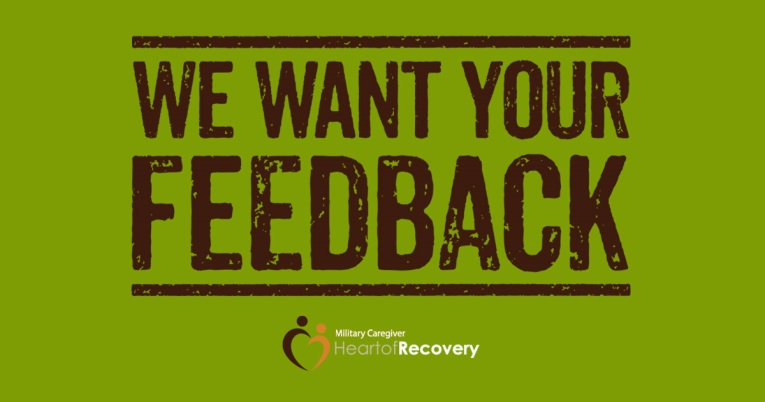 WE WANT YOUR
FEEDBACK
Military Caregiver
HeartofRecovery